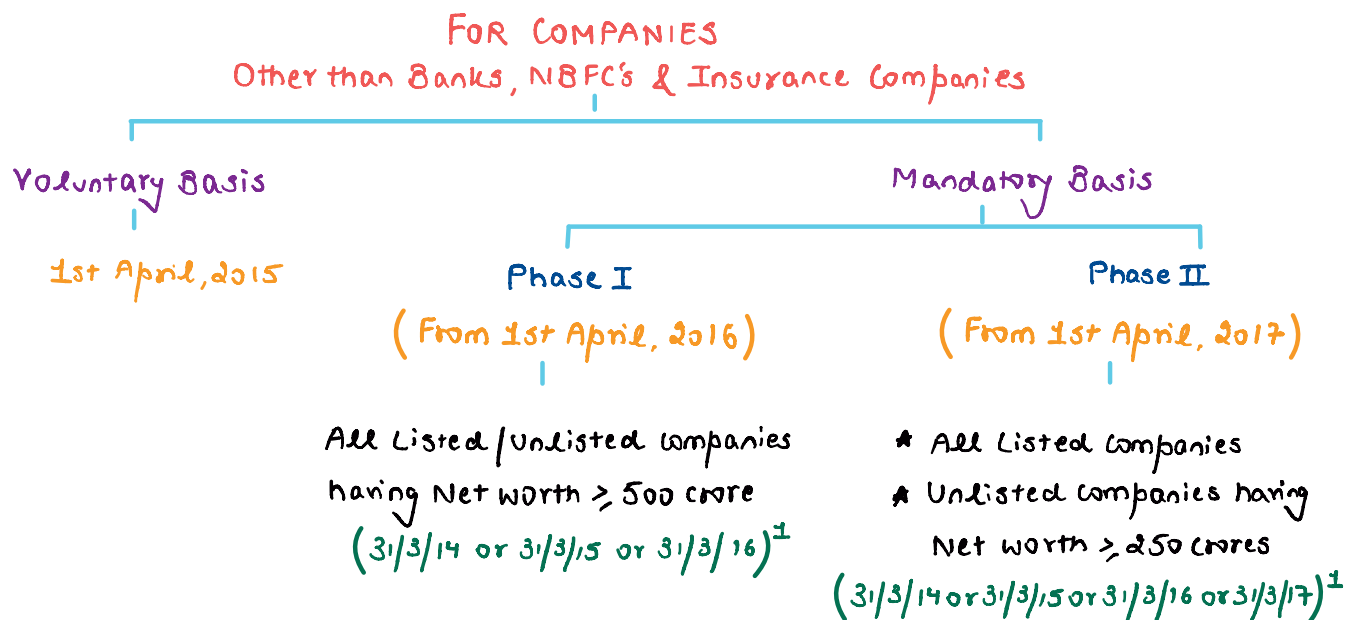 FOR COMPANIES
Other than Banks, NBFC's & Insurance Companies
Voluntary Basis
Mandatory Basis
1st April, 2015
Phase I
Phase II
(From 1st April, 2016)
(From 1st April, 2017)
All Listed/Unlisted companies
having Net worth ≥ 500 crore
(31/3/14 or 31/3/15 or 31/3/16)¹
* All Listed companies
* Unlisted companies having
Net worth ≥ 250 crores
(31/3/14 or 31/3/15 or 31/3/16 or 31/3/17)¹